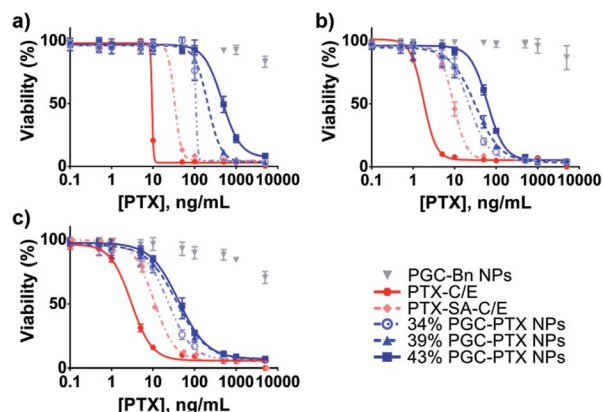 a)
Viability (%)
100
50
0
0.1 1 10 100 1000 10000
[PTX], ng/mL
b)
Viability (%)
100
50
0
0.1 1 10 100 1000 10000
[PTX], ng/mL
c)
Viability (%)
100
50
0
0.1 1 10 100 1000 10000
[PTX], ng/mL
PGC-Bn NPs
PTX-C/E
PTX-SA-C/E
34% PGC-PTX NPs
39% PGC-PTX NPs
43% PGC-PTX NPs